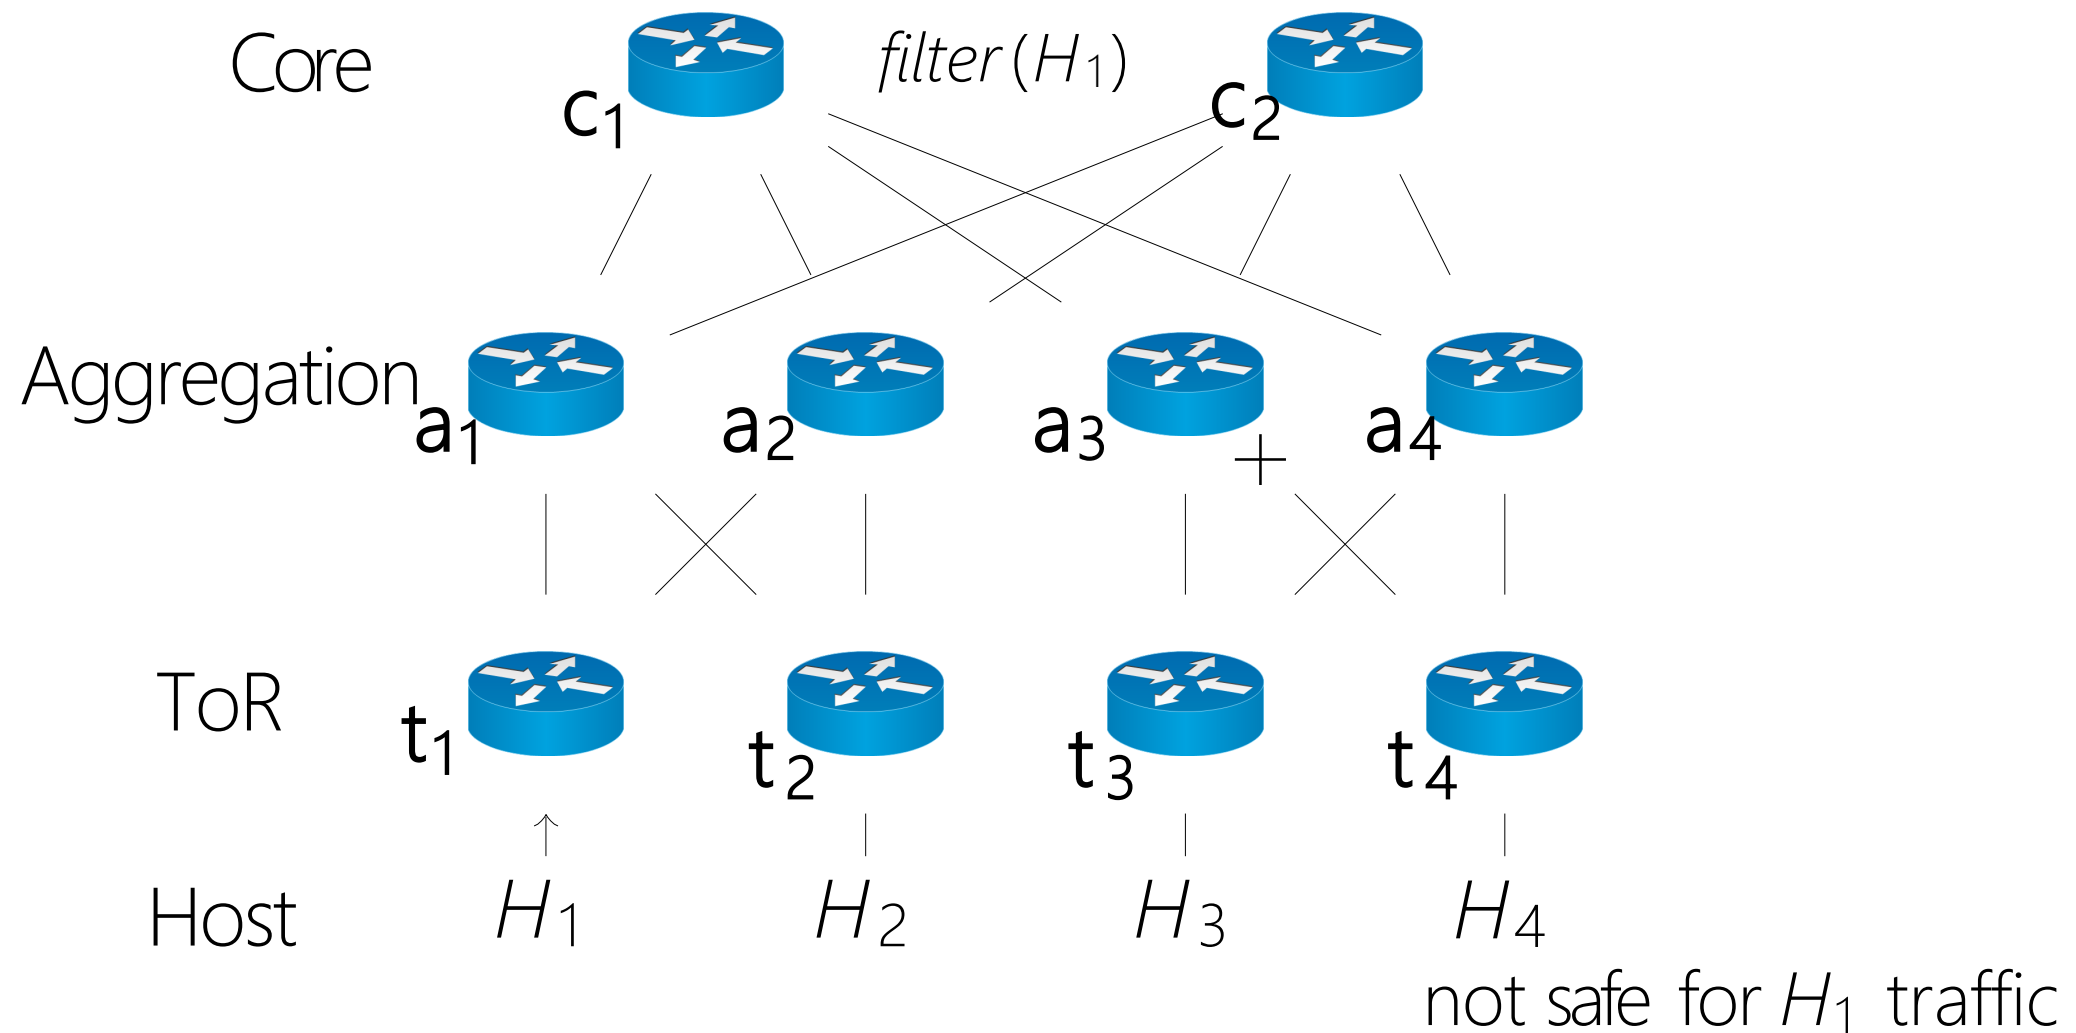 Core c₁ filter(H₁) c₂
Aggregation a₁ a₂ a₃ + a₄
ToR t₁ t₂ t₃ t₄
Host H₁ H₂ H₃ H₄
not safe for H₁ traffic